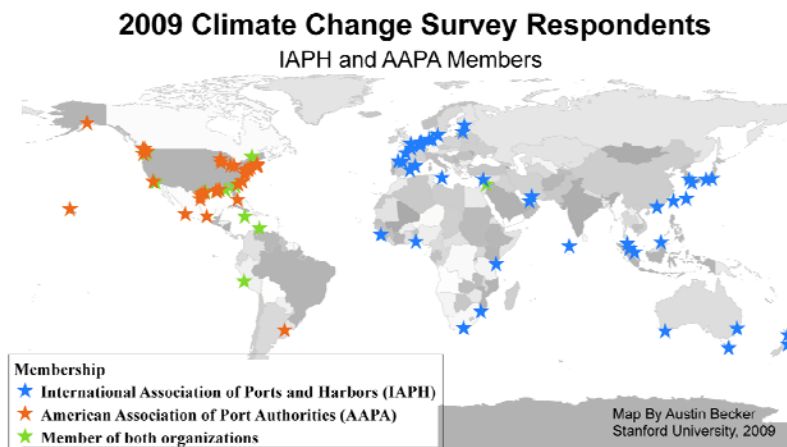 2009 Climate Change Survey Respondents
IAPH and AAPA Members
Membership
International Association of Ports and Harbors (IAPH)
American Association of Port Authorities (AAPA)
Member of both organizations
Map By Austin Becker
Stanford University, 2009